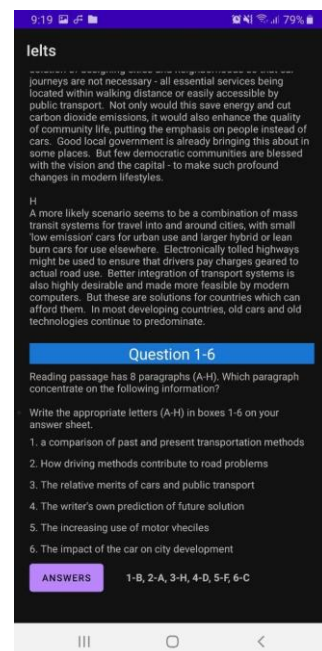 9:19 79%
Ielts
solution of designing cities and neighbourhoods so that car
journeys are not necessary - all essential services being
located within walking distance or easily accessible by
public transport. Not only would this save energy and cut
carbon dioxide emissions, it would also enhance the quality
of community life, putting the emphasis on people instead of
cars. Good local government is already bringing this about in
some places. But few democratic communities are blessed
with the vision and the capital - to make such profound
changes in modern lifestyles.
H
A more likely scenario seems to be a combination of mass
transit systems for travel into and around cities, with small
'low emission' cars for urban use and larger hybrid or lean
burn cars for use elsewhere. Electronically tolled highways
might be used to ensure that drivers pay charges geared to
actual road use. Better integration of transport systems is
also highly desirable and made more feasible by modern
computers. But these are solutions for countries which can
afford them. In most developing countries, old cars and old
technologies continue to predominate.
Question 1-6
Reading passage has 8 paragraphs (A-H). Which paragraph
concentrate on the following information?
Write the appropriate letters (A-H) in boxes 1-6 on your
answer sheet.
1. a comparison of past and present transportation methods
2. How driving methods contribute to road problems
3. The relative merits of cars and public transport
4. The writer's own prediction of future solution
5. The increasing use of motor vheciles
6. The impact of the car on city development
ANSWERS 1-B, 2-A, 3-H, 4-D, 5-F, 6-C